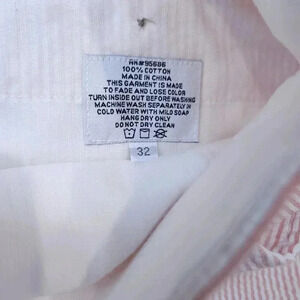 RN#95686
100% COTTON
MADE IN CHINA
THIS GARMENT IS MADE
TO FADE AND LOSE COLOR
TURN INSIDE OUT BEFORE WASHING
MACHINE WASH SEPARATELY IN
COLD WATER WITH MILD SOAP
HANG DRY ONLY
DO NOT DRY CLEAN
32